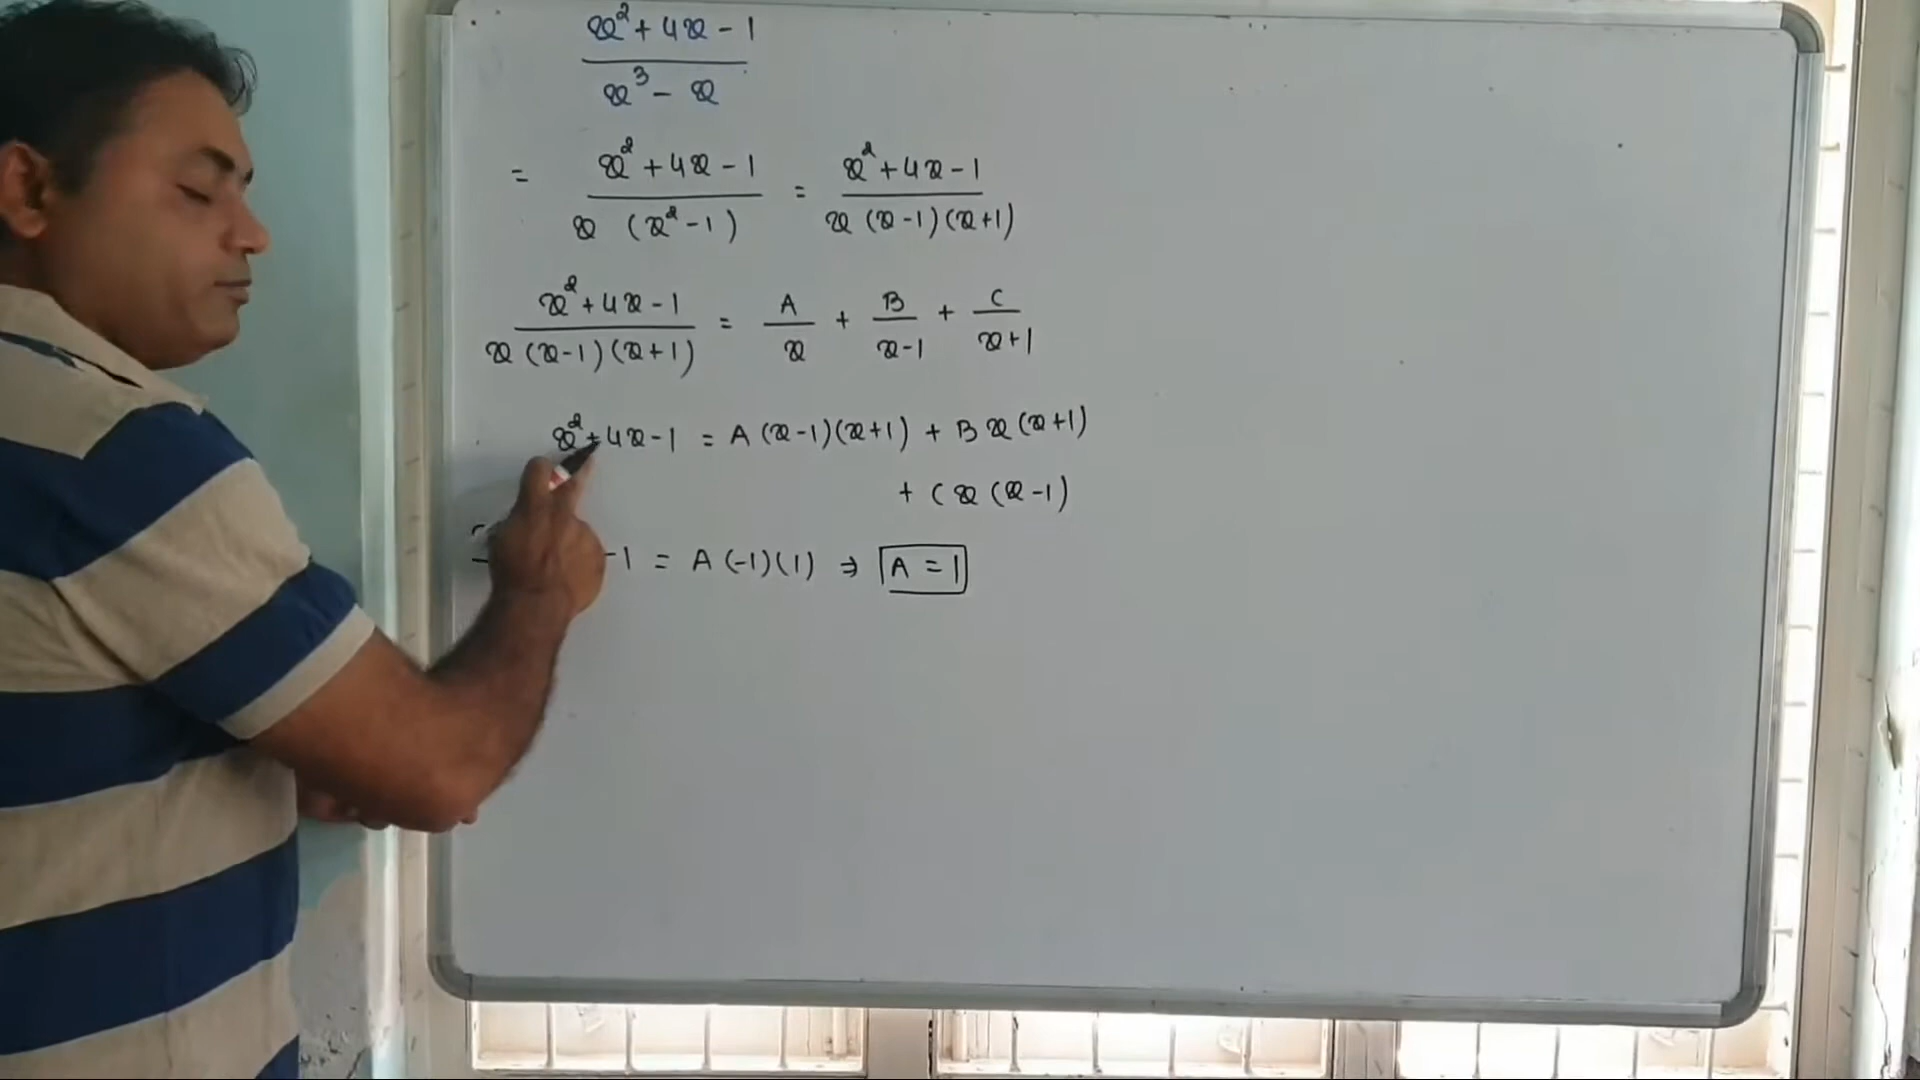 x² + 4x - 1 / x³ - x
= x² + 4x - 1 / x (x² - 1) = x² + 4x - 1 / x (x - 1)(x + 1)
x² + 4x - 1 / x (x - 1)(x + 1) = A / x + B / x - 1 + C / x + 1
x² + 4x - 1 = A (x - 1)(x + 1) + B x (x + 1)
+ C x (x - 1)
-1 = A (-1)(1) ⇒ A = 1